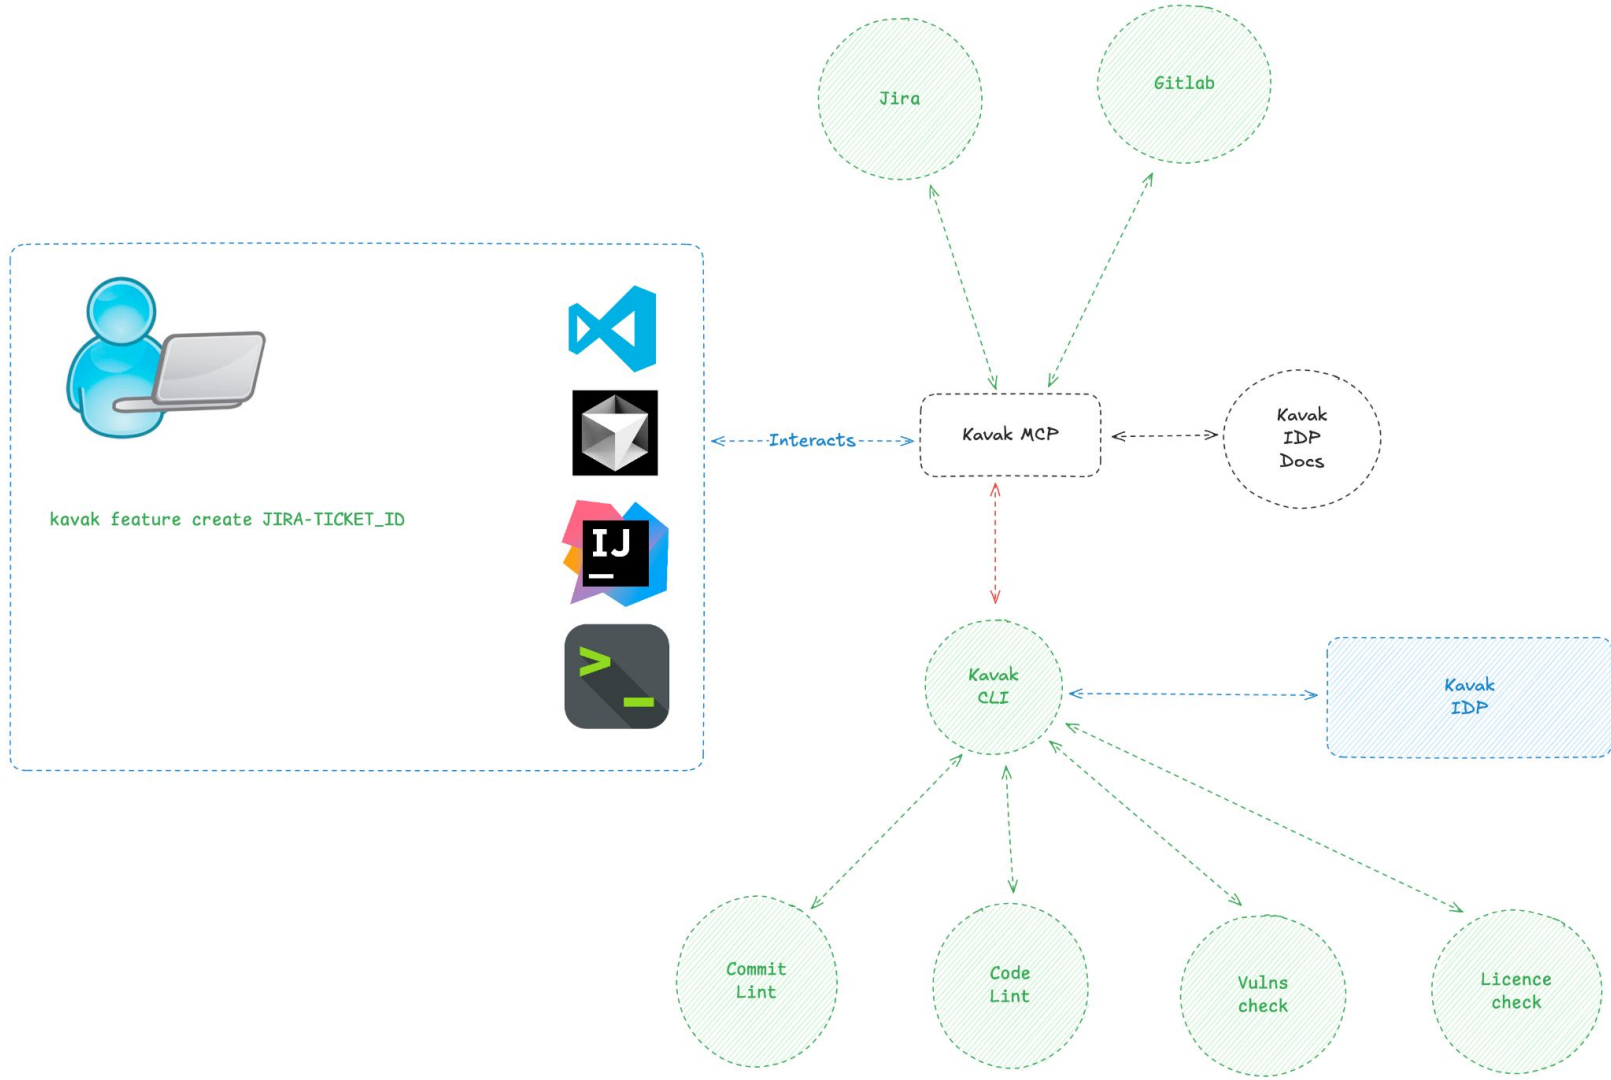 Jira
Gitlab
Kavak MCP
Kavak
IDP
Docs
Interacts
IJ
kavak feature create JIRA-TICKET_ID
Kavak
CLI
Kavak
IDP
Commit
Lint
Code
Lint
Vulns
check
Licence
check